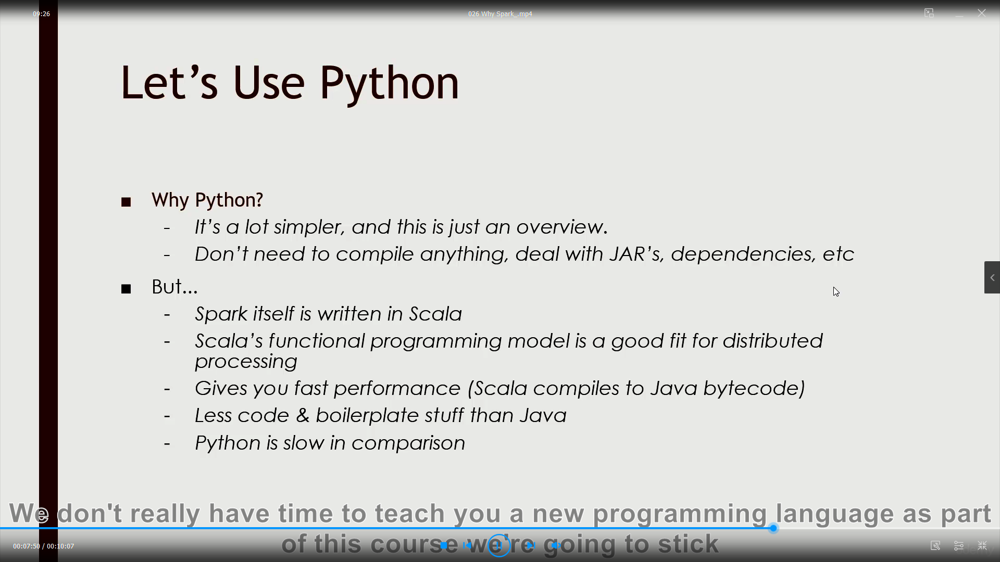 09:26
026 Why Spark_.mp4
Let’s Use Python
■ Why Python?
- It’s a lot simpler, and this is just an overview.
- Don’t need to compile anything, deal with JAR’s, dependencies, etc
■ But...
- Spark itself is written in Scala
- Scala’s functional programming model is a good fit for distributed
processing
- Gives you fast performance (Scala compiles to Java bytecode)
- Less code & boilerplate stuff than Java
- Python is slow in comparison
We don't really have time to teach you a new programming language as part
of this course we're going to stick
00:07:50 / 00:10:07